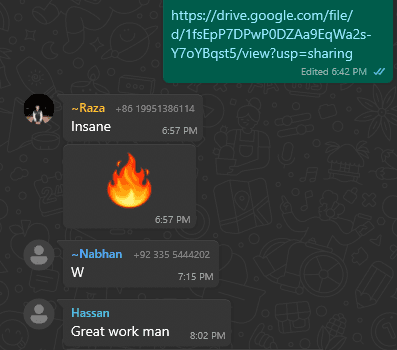 https://drive.google.com/file/
d/1fsEpP7DPwP0DZAa9EqWa2s-
Y7oYBqst5/view?usp=sharing
Edited 6:42 PM
~Raza +86 19951386114
Insane
6:57 PM
6:57 PM
~Nabhan +92 335 5444202
W
7:15 PM
Hassan
Great work man
8:02 PM